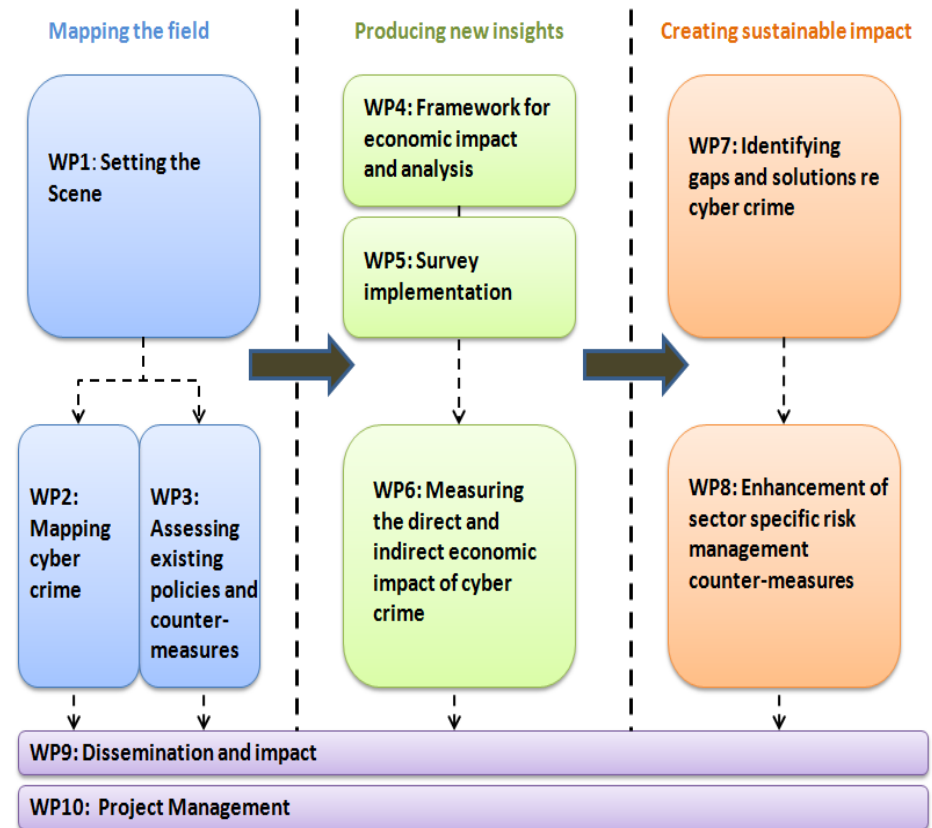 Mapping the field
Producing new insights
Creating sustainable impact
WP1: Setting the
Scene
WP4: Framework for
economic impact
and analysis
WP5: Survey
implementation
WP7: Identifying
gaps and solutions re
cyber crime
WP2:
Mapping
cyber
crime
WP3:
Assessing
existing
policies and
counter-
measures
WP6: Measuring
the direct and
indirect economic
impact of cyber
crime
WP8: Enhancement of
sector specific risk
management
counter-measures
WP9: Dissemination and impact
WP10: Project Management